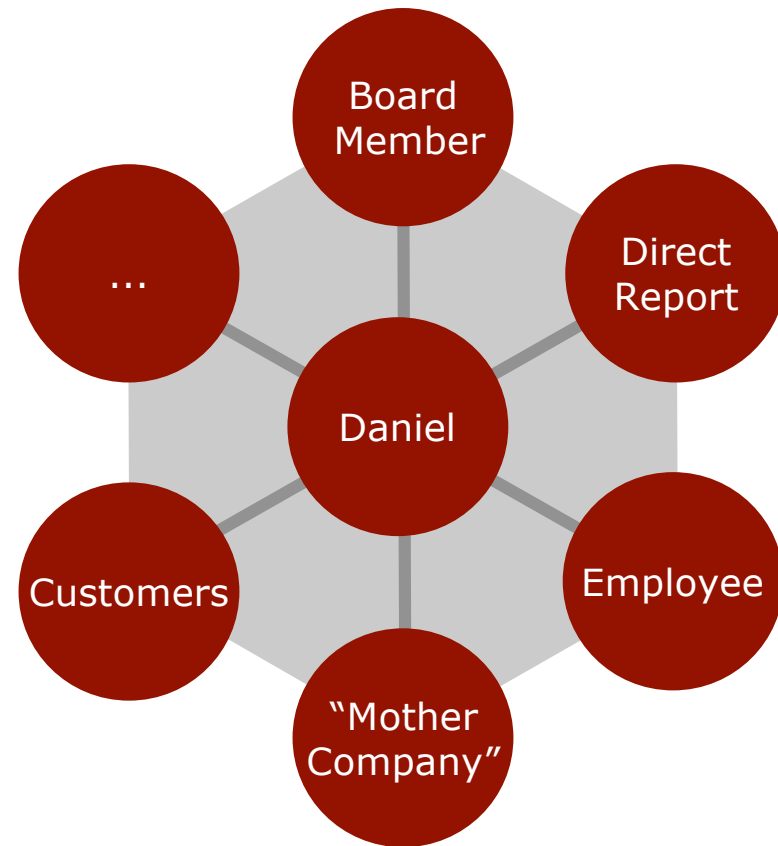 Board
Member
...
Direct
Report
Daniel
Customers
Employee
“Mother
Company”